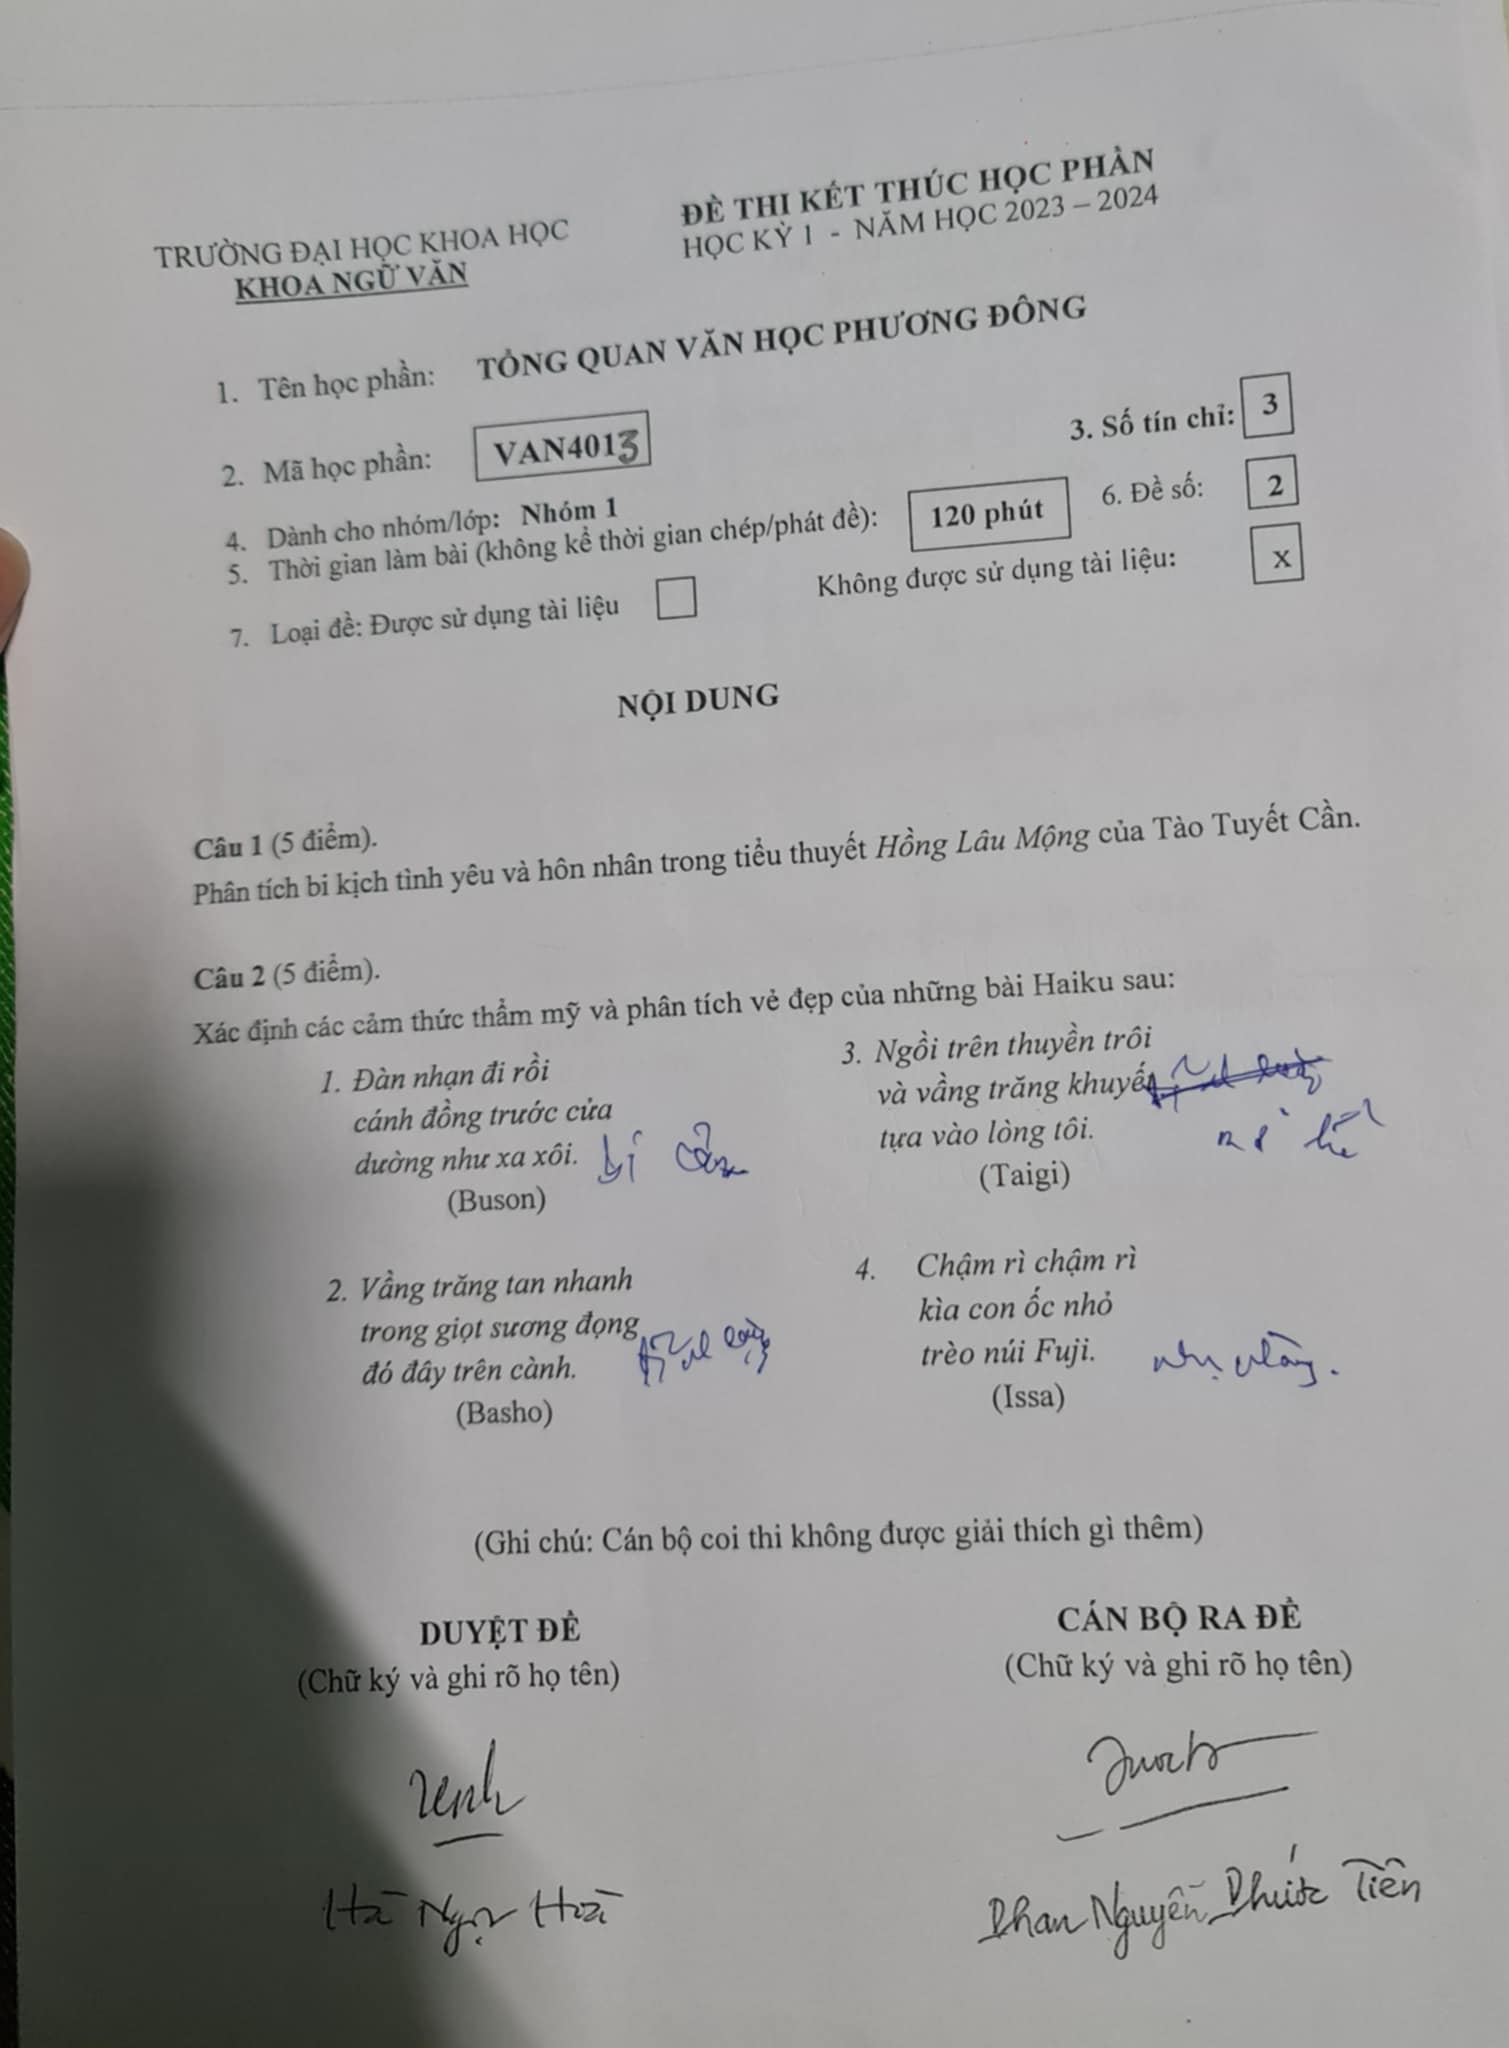 TRƯỜNG ĐẠI HỌC KHOA HỌC
KHOA NGỮ VĂN
ĐỀ THI KẾT THÚC HỌC PHẦN
HỌC KỲ 1 - NĂM HỌC 2023 – 2024
1. Tên học phần: TỔNG QUAN VĂN HỌC PHƯƠNG ĐÔNG
2. Mã học phần: VAN4013
3. Số tín chỉ: 3
4. Dành cho nhóm/lớp: Nhóm 1
5. Thời gian làm bài (không kể thời gian chép/phát đề): 120 phút
6. Đề số: 2
7. Loại đề: Được sử dụng tài liệu
Không được sử dụng tài liệu: x
NỘI DUNG
Câu 1 (5 điểm).
Phân tích bi kịch tình yêu và hôn nhân trong tiểu thuyết Hồng Lâu Mộng của Tào Tuyết Cần.
Câu 2 (5 điểm).
Xác định các cảm thức thẩm mỹ và phân tích vẻ đẹp của những bài Haiku sau:
1. Đàn nhạn đi rồi
cánh đồng trước cửa
dường như xa xôi.
(Buson)
2. Vầng trăng tan nhanh
trong giọt sương đọng
đó đây trên cành.
(Basho)
3. Ngồi trên thuyền trôi
và vầng trăng khuyết
tựa vào lòng tôi.
(Taigi)
4. Chậm rì chậm rì
kìa con ốc nhỏ
trèo núi Fuji.
(Issa)
nhẹ nhàng.
(Ghi chú: Cán bộ coi thi không được giải thích gì thêm)
DUYỆT ĐỀ
(Chữ ký và ghi rõ họ tên)
Hà Ngọc Hoà
CÁN BỘ RA ĐỀ
(Chữ ký và ghi rõ họ tên)
Phan Nguyễn Phước Tiên